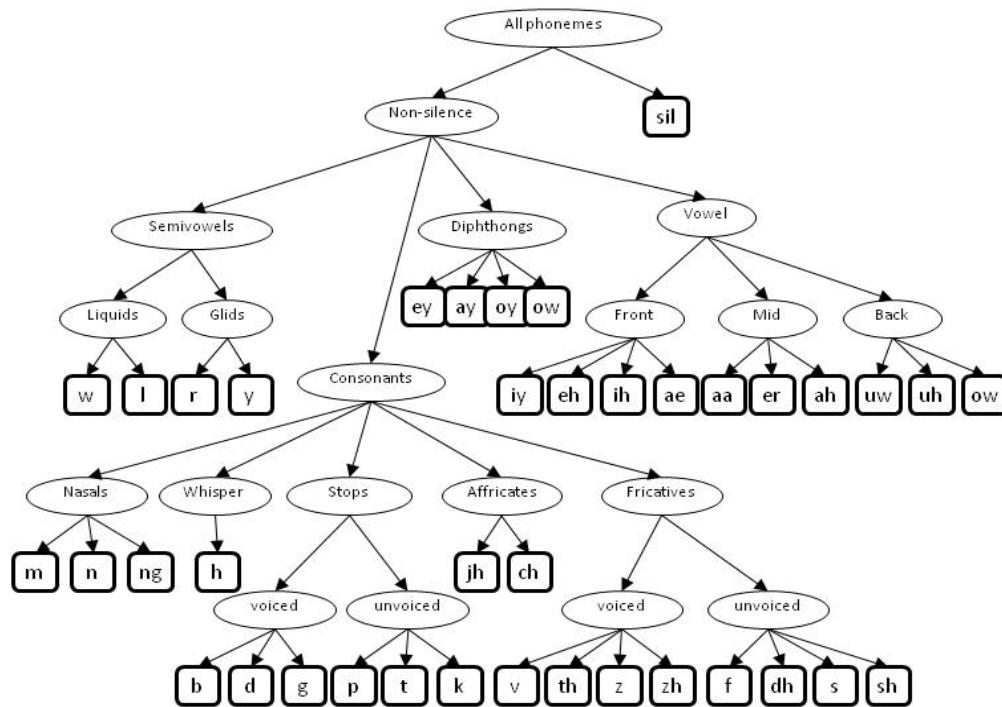 All phonemes
Non-silence
sil
Semivowels
Diphthongs
Vowel
Liquids
Glids
ey ay oy ow
Front
Mid
Back
w l r y
Consonants
iy eh ih ae aa er ah uw uh ow
Nasals
Whisper
Stops
Affricates
Fricatives
m n ng
h
jh ch
voiced
unvoiced
voiced
unvoiced
b d g p t k v th z zh f dh s sh